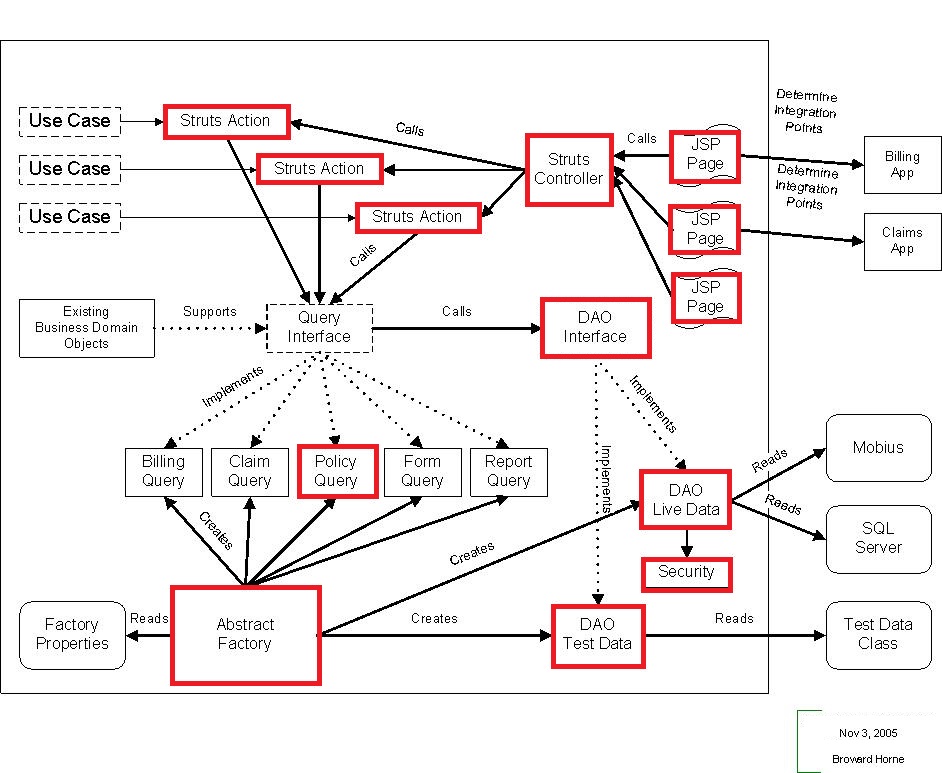 Determine
Integration
Points
Use Case
Struts Action
Calls
Struts
Controller
Calls
JSP
Page
Billing
App
Use Case
Struts Action
Determine
Integration
Points
Use Case
Struts Action
JSP
Page
Claims
App
Calls
JSP
Page
Existing
Business Domain
Objects
Supports
Query
Interface
Calls
DAO
Interface
Implements
Implements
Implements
Billing
Query
Claim
Query
Policy
Query
Form
Query
Report
Query
DAO
Live Data
Reads
Mobius
Reads
SQL
Server
Creates
Creates
Security
Factory
Properties
Reads
Abstract
Factory
Creates
DAO
Test Data
Reads
Test Data
Class
Nov 3, 2005
Broward Horne